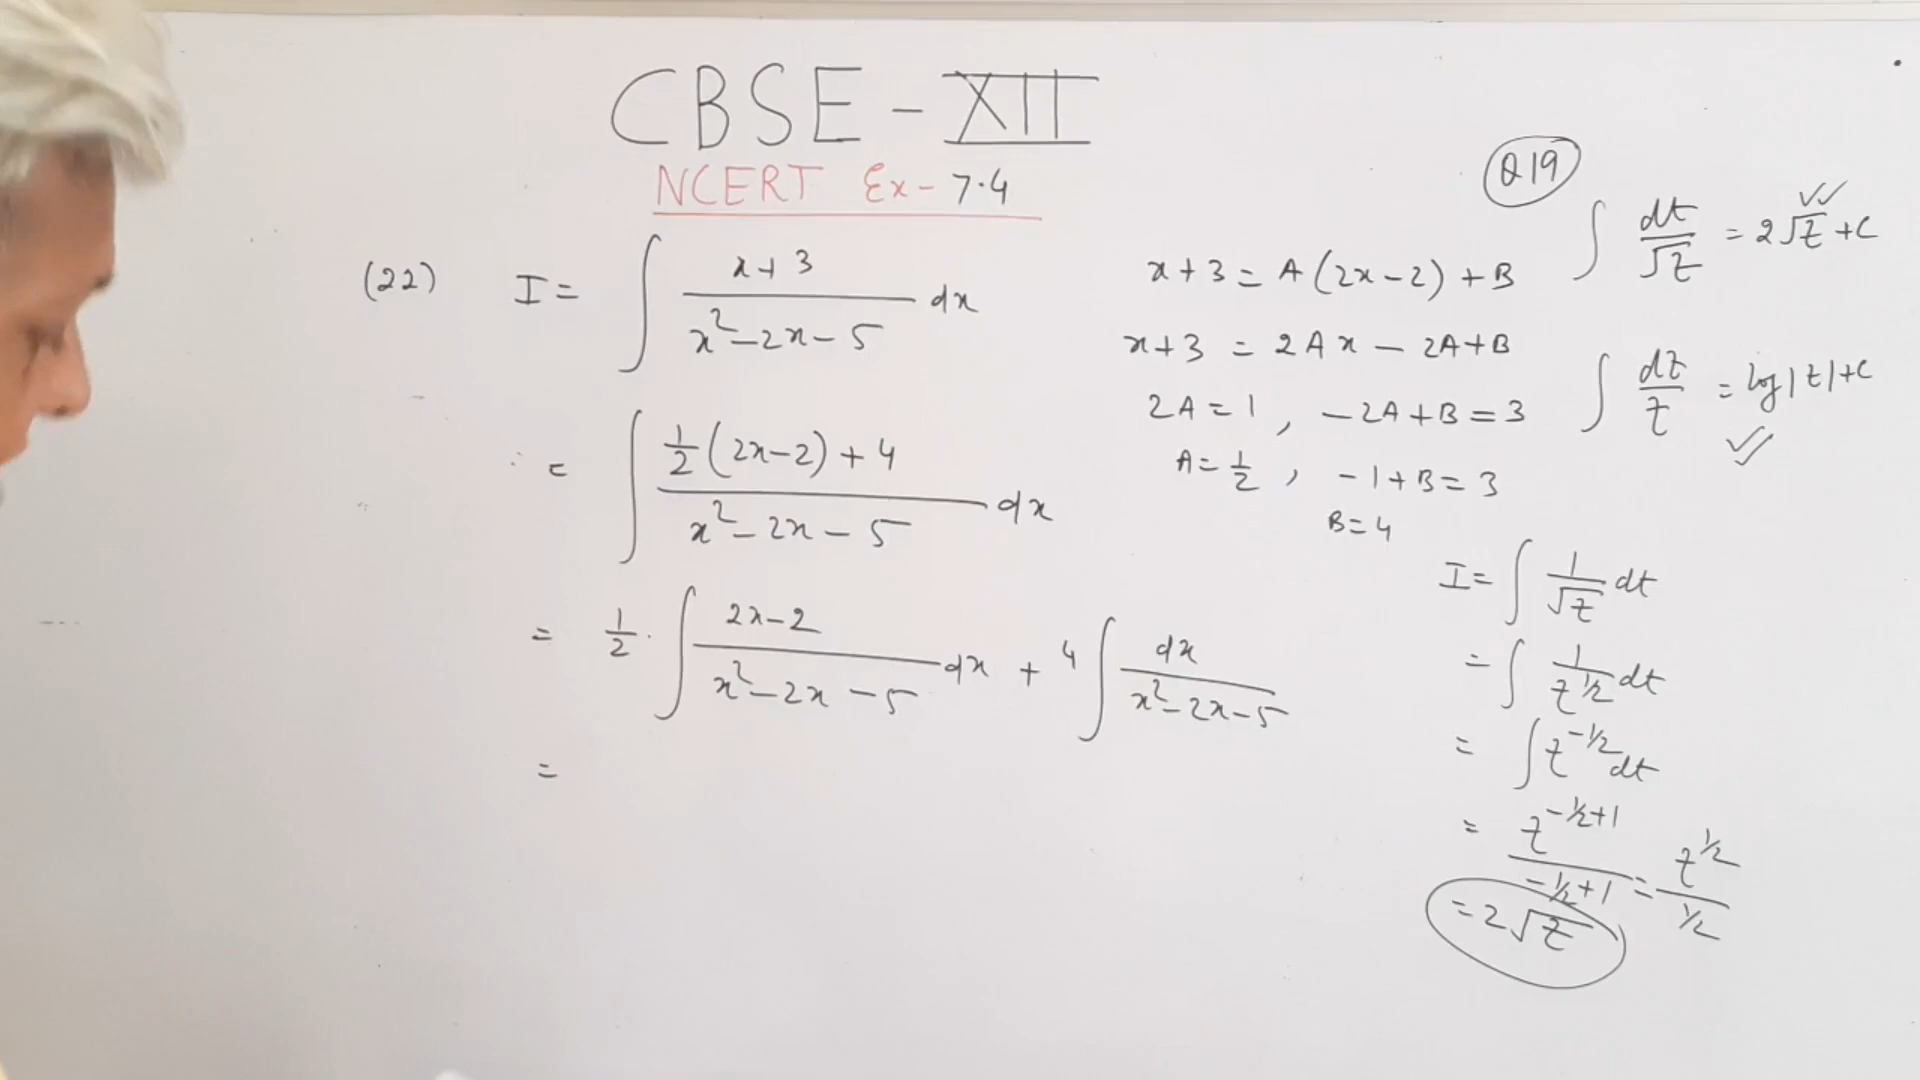 CBSE - XII
NCERT Ex - 7.4
(22) I = ∫ x+3 / x²-2x-5 dx
= ∫ 1/2 (2x-2) + 4 / x²-2x-5 dx
= 1/2 . ∫ 2x-2 / x²-2x-5 dx + 4 ∫ dx / x²-2x-5
=
x+3 = A(2x-2) + B
x+3 = 2Ax - 2A+B
2A = 1 , -2A+B = 3
A = 1/2 , -1+B = 3
B = 4
Q19
∫ dt/√t = 2√t + c
∫ dt/t = log|t| + c
I = ∫ 1/√t dt
= ∫ 1/t^1/2 dt
= ∫ t^-1/2 dt
= t^-1/2+1 / -1/2+1 = t^1/2 / 1/2
= 2√t